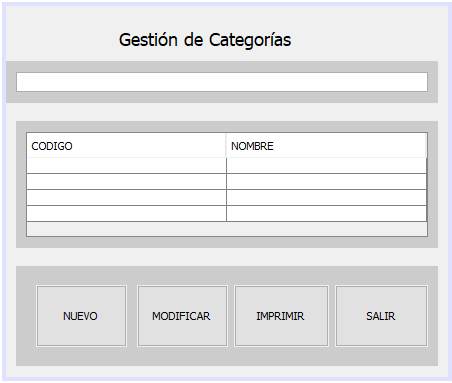 Gestión de Categorías
CODIGO NOMBRE
NUEVO MODIFICAR IMPRIMIR SALIR